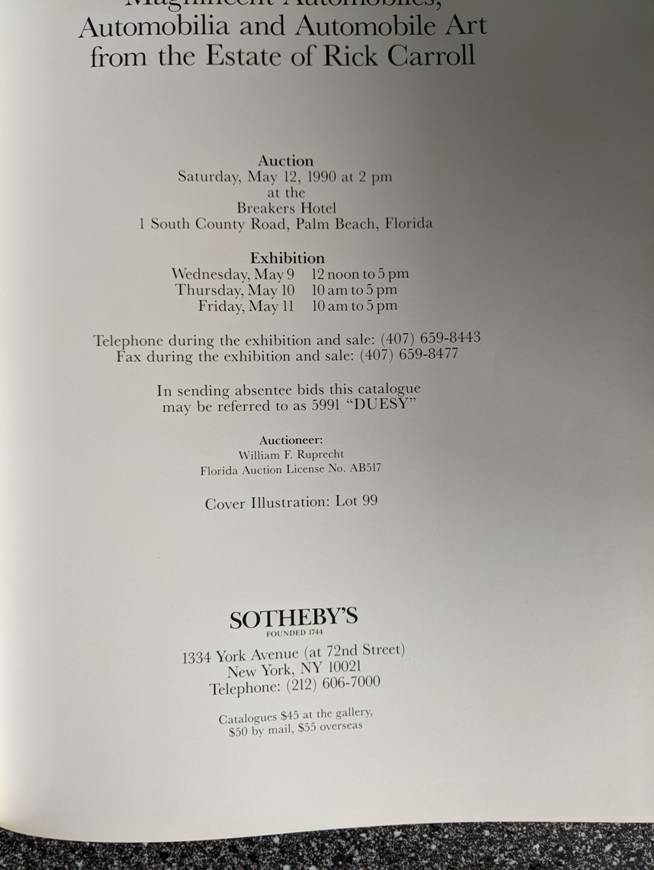 Magnificent Automobiles,
Automobilia and Automobile Art
from the Estate of Rick Carroll
Auction
Saturday, May 12, 1990 at 2 pm
at the
Breakers Hotel
1 South County Road, Palm Beach, Florida
Exhibition
Wednesday, May 9 12 noon to 5 pm
Thursday, May 10 10 am to 5 pm
Friday, May 11 10 am to 5 pm
Telephone during the exhibition and sale: (407) 659-8443
Fax during the exhibition and sale: (407) 659-8477
In sending absentee bids this catalogue
may be referred to as 5991 “DUESY”
Auctioneer:
William F. Ruprecht
Florida Auction License No. AB517
Cover Illustration: Lot 99
SOTHEBY'S
FOUNDED 1744
1334 York Avenue (at 72nd Street)
New York, NY 10021
Telephone: (212) 606-7000
Catalogues $45 at the gallery,
$50 by mail, $55 overseas